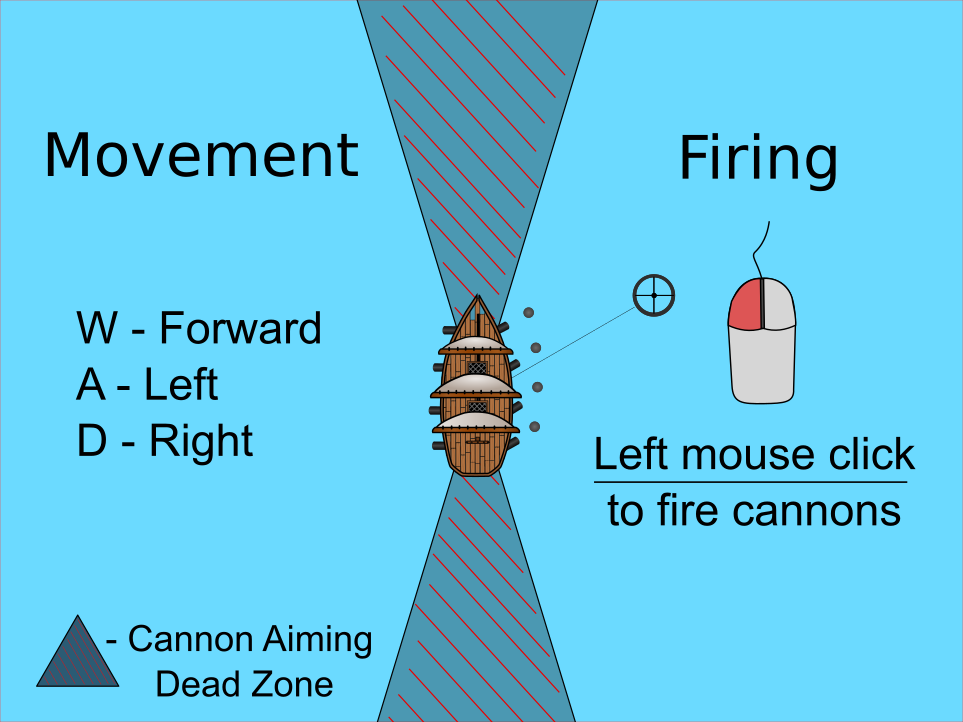 Movement
W - Forward
A - Left
D - Right
Firing
Left mouse click
to fire cannons
- Cannon Aiming
Dead Zone